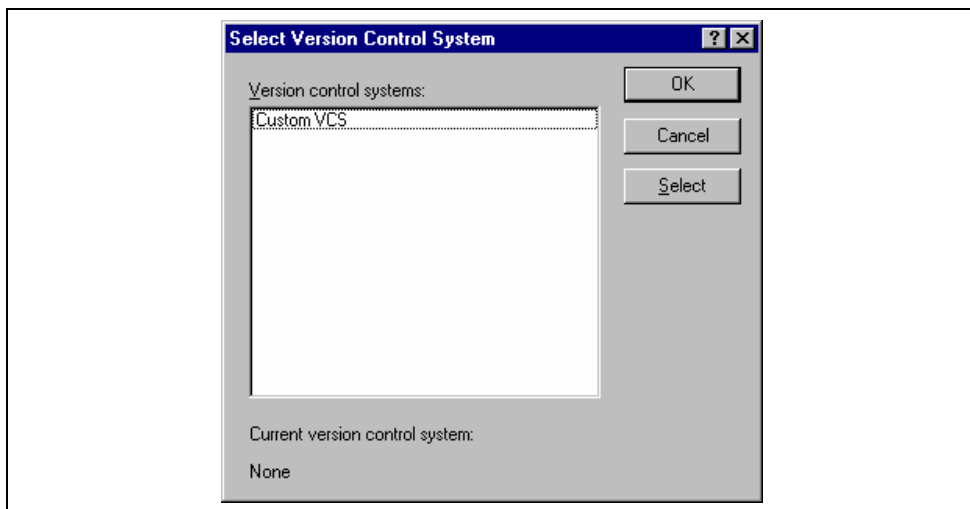 Select Version Control System
Version control systems:
OK
Custom VCS
Cancel
Select
Current version control system:
None